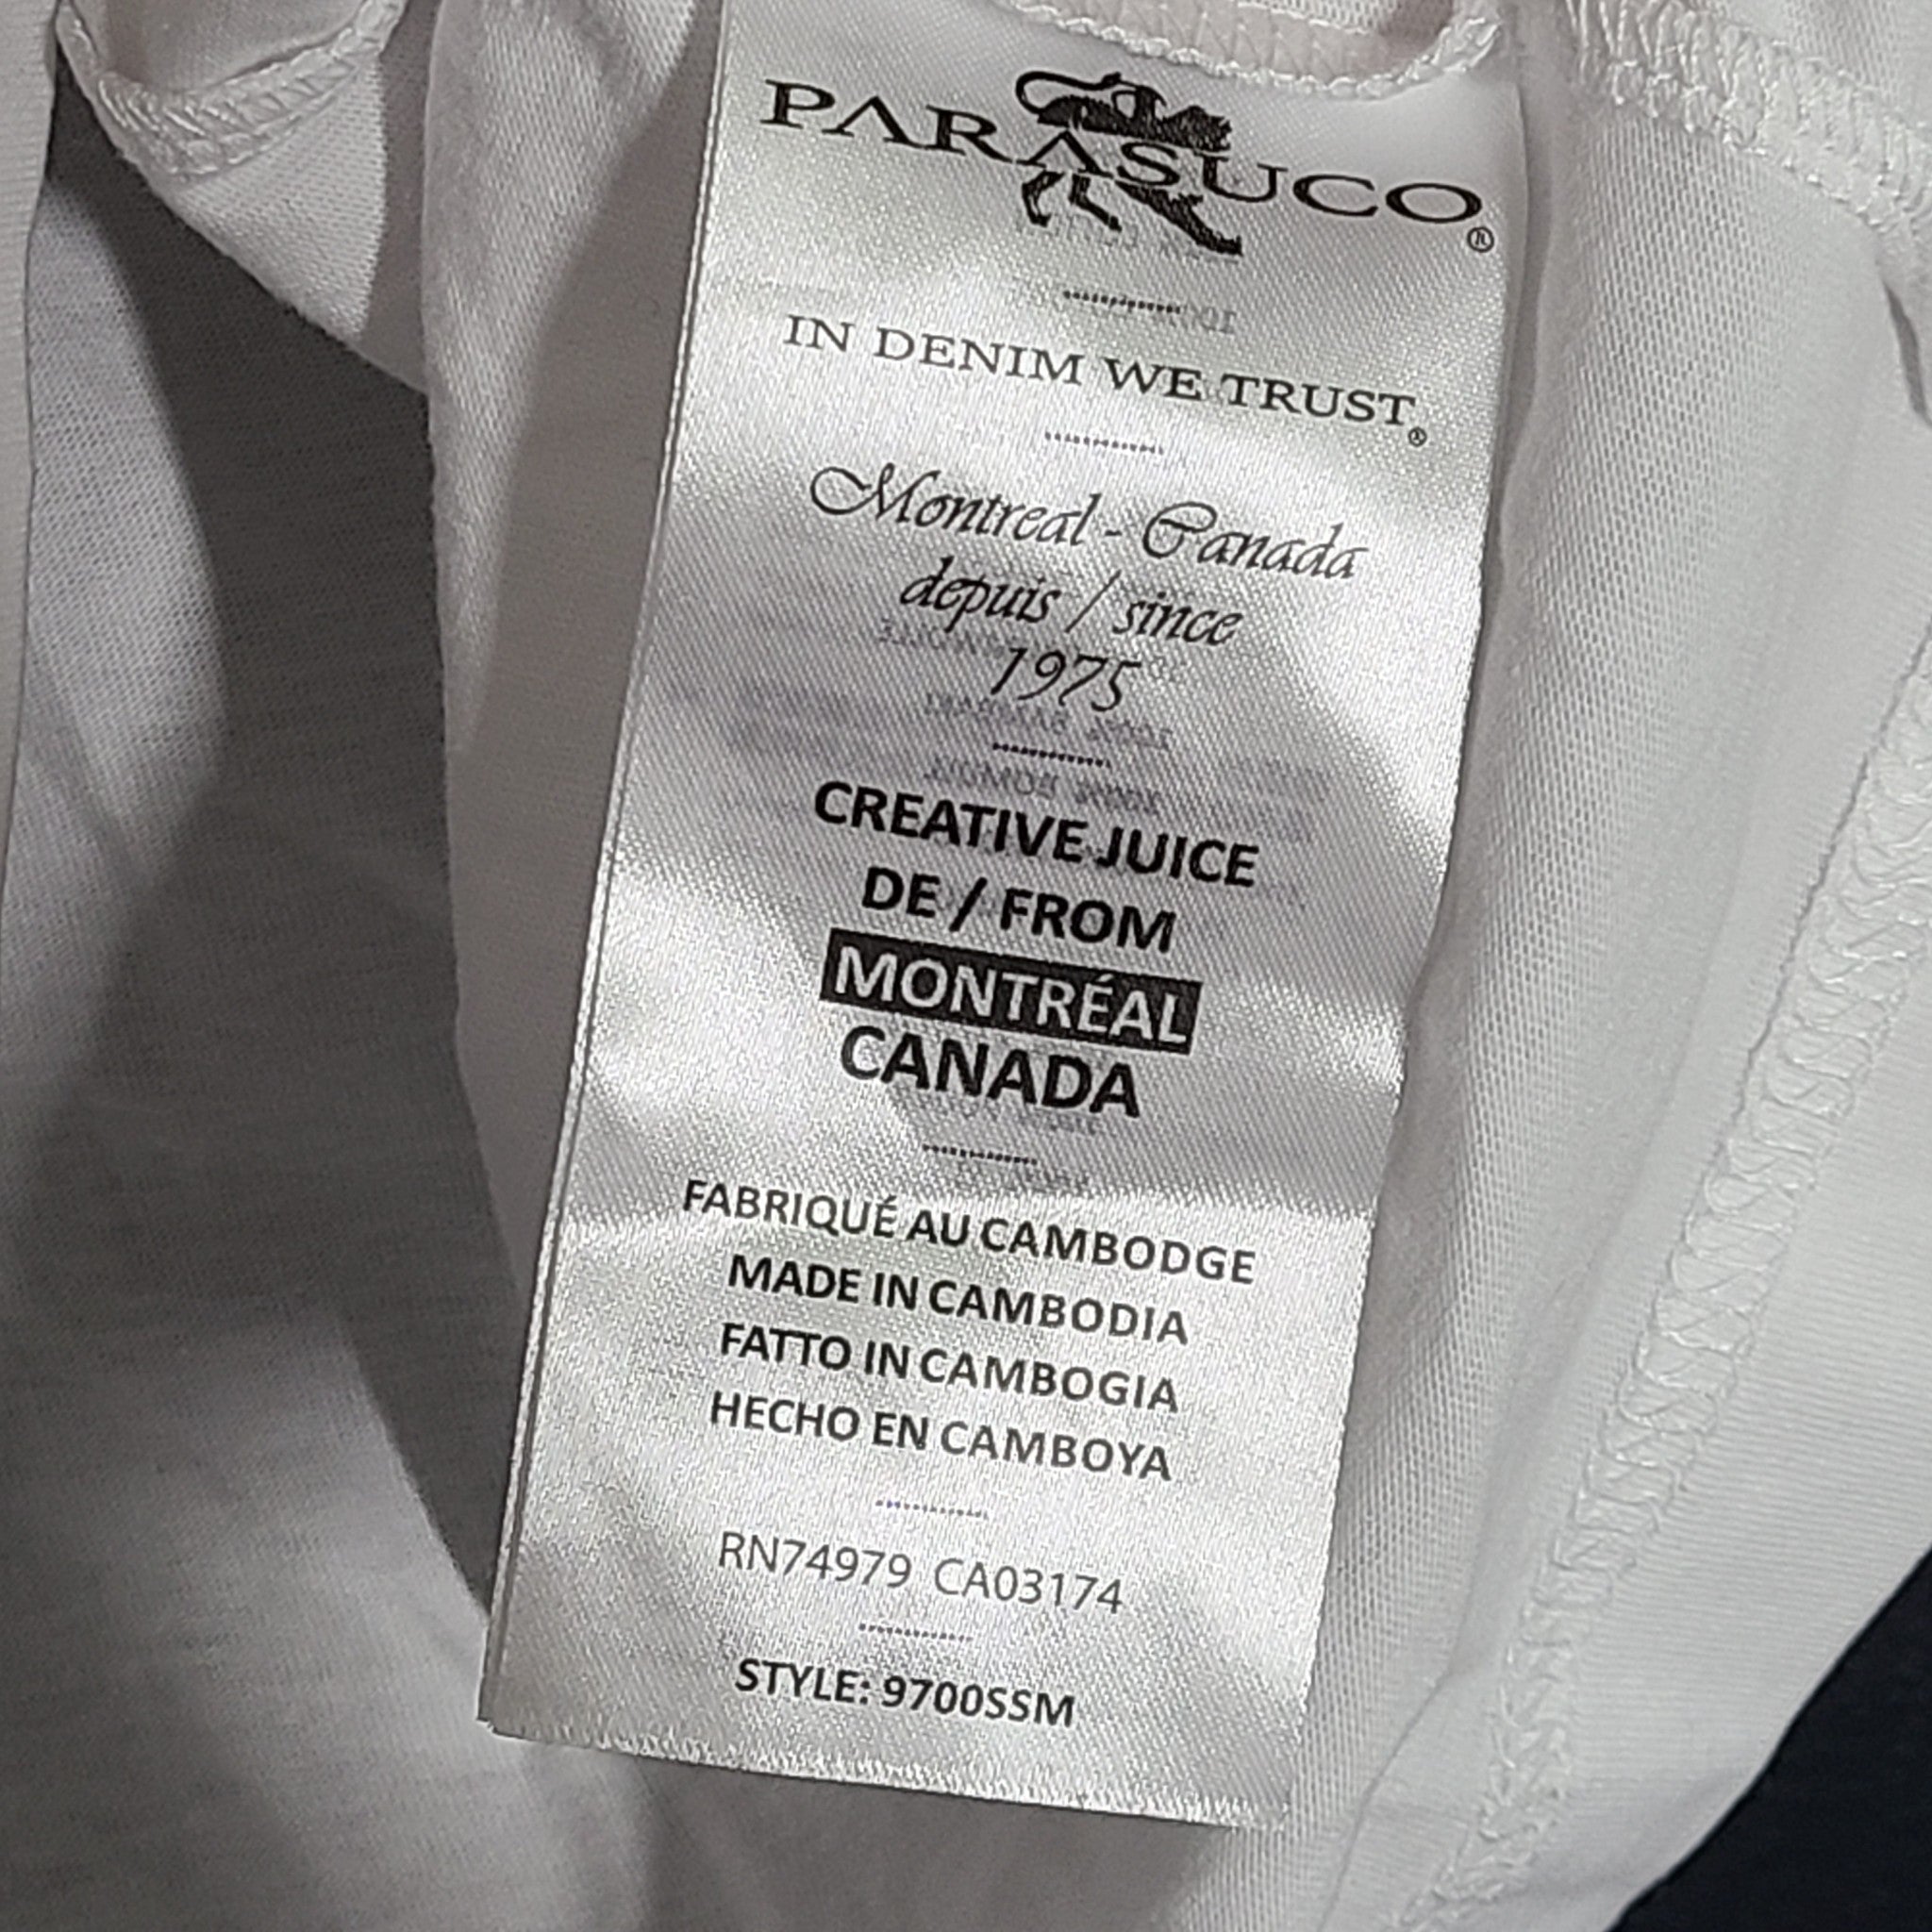 PARASUCO®
IN DENIM WE TRUST®
Montreal - Canada
depuis / since
1975
CREATIVE JUICE
DE / FROM
MONTRÉAL
CANADA
FABRIQUÉ AU CAMBODGE
MADE IN CAMBODIA
FATTO IN CAMBOGIA
HECHO EN CAMBOYA
RN74979 CA03174
STYLE: 9700SSM